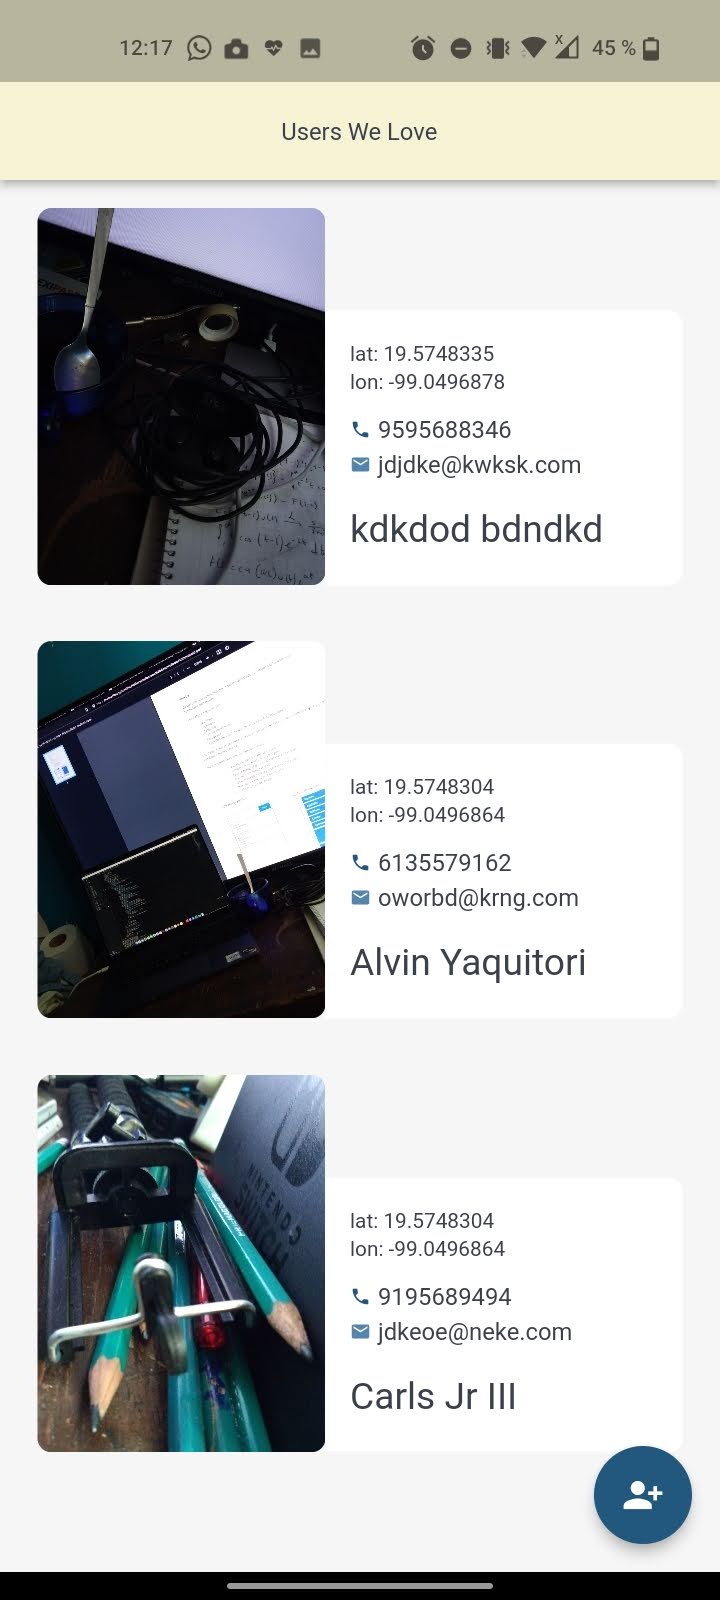 12:17
45 %
Users We Love
lat: 19.5748335
lon: -99.0496878
9595688346
jdjdke@kwksk.com
kdkdod bdndkd
lat: 19.5748304
lon: -99.0496864
6135579162
oworbd@krng.com
Alvin Yaquitori
NINTENDO
SWITCH
lat: 19.5748304
lon: -99.0496864
9195689494
jdkeoe@neke.com
Carls Jr III